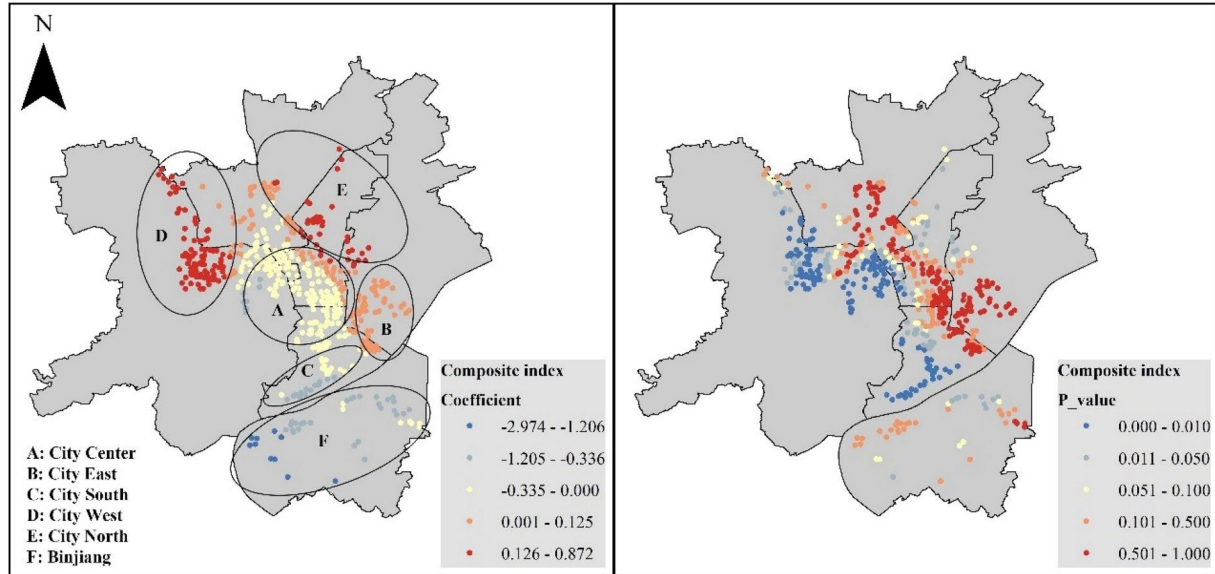 N
E
D
A
B
C
F
A: City Center
B: City East
C: City South
D: City West
E: City North
F: Binjiang
Composite index
Coefficient
-2.974 - -1.206
-1.205 - -0.336
-0.335 - 0.000
0.001 - 0.125
0.126 - 0.872
Composite index
P_value
0.000 - 0.010
0.011 - 0.050
0.051 - 0.100
0.101 - 0.500
0.501 - 1.000